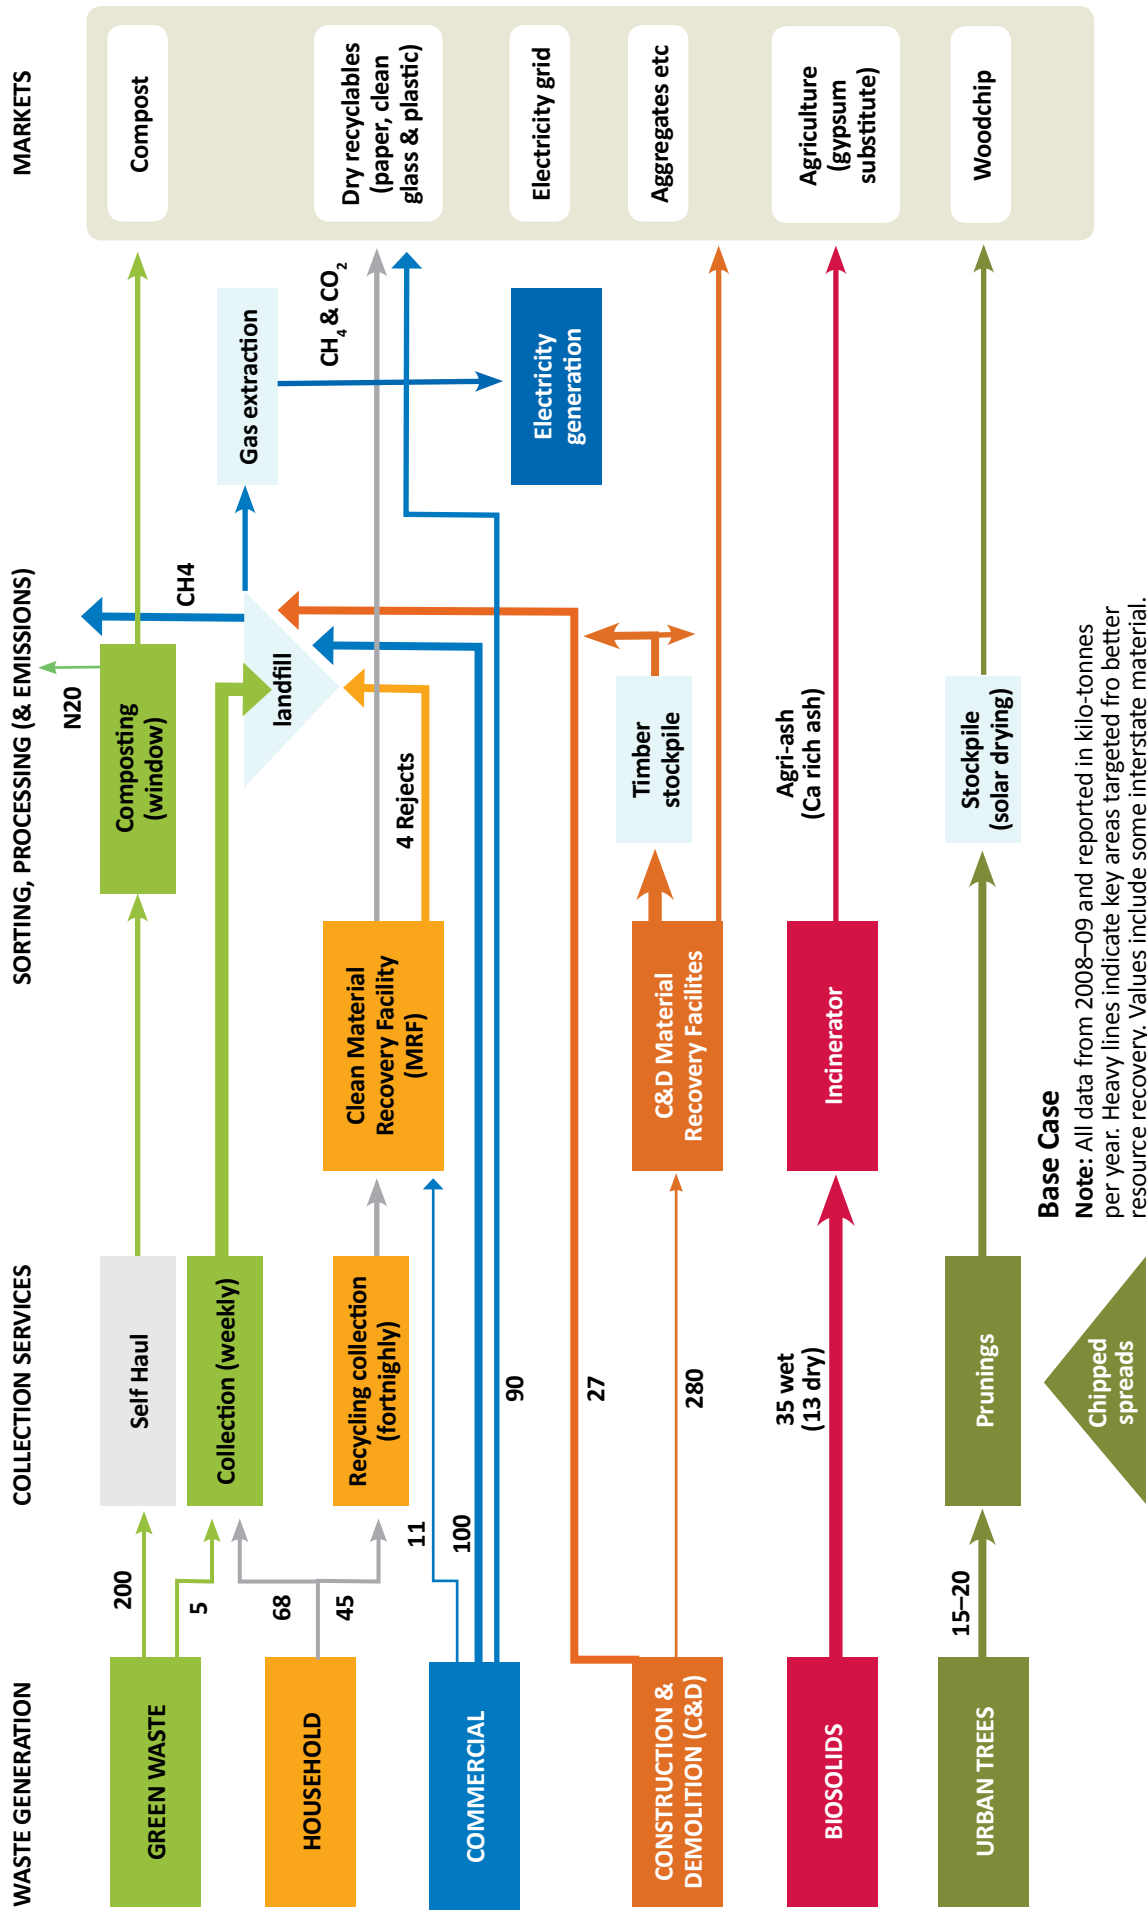 WASTE GENERATION
COLLECTION SERVICES
SORTING, PROCESSING (& EMISSIONS)
MARKETS
GREEN WASTE
200
5
Self Haul
Collection (weekly)
N20
Composting
(window)
CH4
Compost
HOUSEHOLD
68
45
Recycling collection
(fortnighly)
Clean Material
Recovery Facility
(MRF)
4 Rejects
landfill
Gas extraction
CH4 & CO2
Dry recyclables
(paper, clean
glass & plastic)
COMMERCIAL
11
100
90
Electricity
generation
Electricity grid
CONSTRUCTION &
DEMOLITION (C&D)
27
280
C&D Material
Recovery Facilites
Timber
stockpile
Aggregates etc
BIOSOLIDS
35 wet
(13 dry)
Incinerator
Agri-ash
(Ca rich ash)
Agriculture
(gypsum
substitute)
URBAN TREES
15–20
Prunings
Stockpile
(solar drying)
Woodchip
Chipped
spreads
Base Case
Note: All data from 2008–09 and reported in kilo-tonnes
per year. Heavy lines indicate key areas targeted fro better
resource recovery. Values include some interstate material.